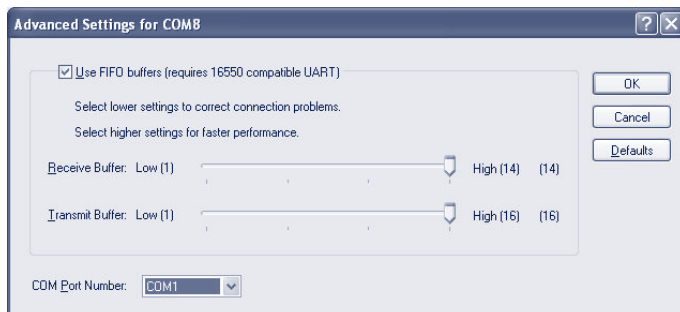 Advanced Settings for COM8
Use FIFO buffers (requires 16550 compatible UART)
OK
Select lower settings to correct connection problems.
Cancel
Select higher settings for faster performance.
Defaults
Receive Buffer: Low (1) High (14) (14)
Transmit Buffer: Low (1) High (16) (16)
COM Port Number: COM1